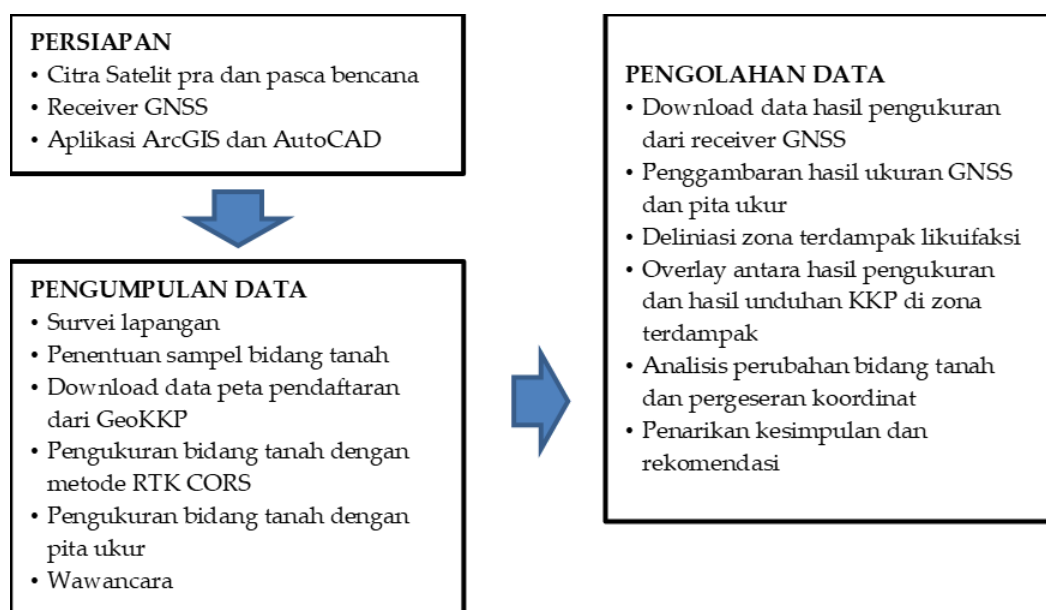 PERSIAPAN
• Citra Satelit pra dan pasca bencana
• Receiver GNSS
• Aplikasi ArcGIS dan AutoCAD
PENGUMPULAN DATA
• Survei lapangan
• Penentuan sampel bidang tanah
• Download data peta pendaftaran
dari GeoKKP
• Pengukuran bidang tanah dengan
metode RTK CORS
• Pengukuran bidang tanah dengan
pita ukur
• Wawancara
PENGOLAHAN DATA
• Download data hasil pengukuran
dari receiver GNSS
• Penggambaran hasil ukuran GNSS
dan pita ukur
• Deliniasi zona terdampak likuifaksi
• Overlay antara hasil pengukuran
dan hasil unduhan KKP di zona
terdampak
• Analisis perubahan bidang tanah
dan pergeseran koordinat
• Penarikan kesimpulan dan
rekomendasi